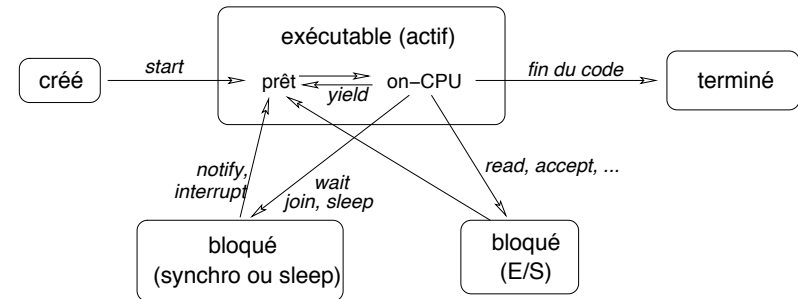 exécutable (actif)
créé
start
prêt
on-CPU
yield
fin du code
terminé
notify,
interrupt
wait
join, sleep
read, accept, ...
bloqué
(synchro ou sleep)
bloqué
(E/S)